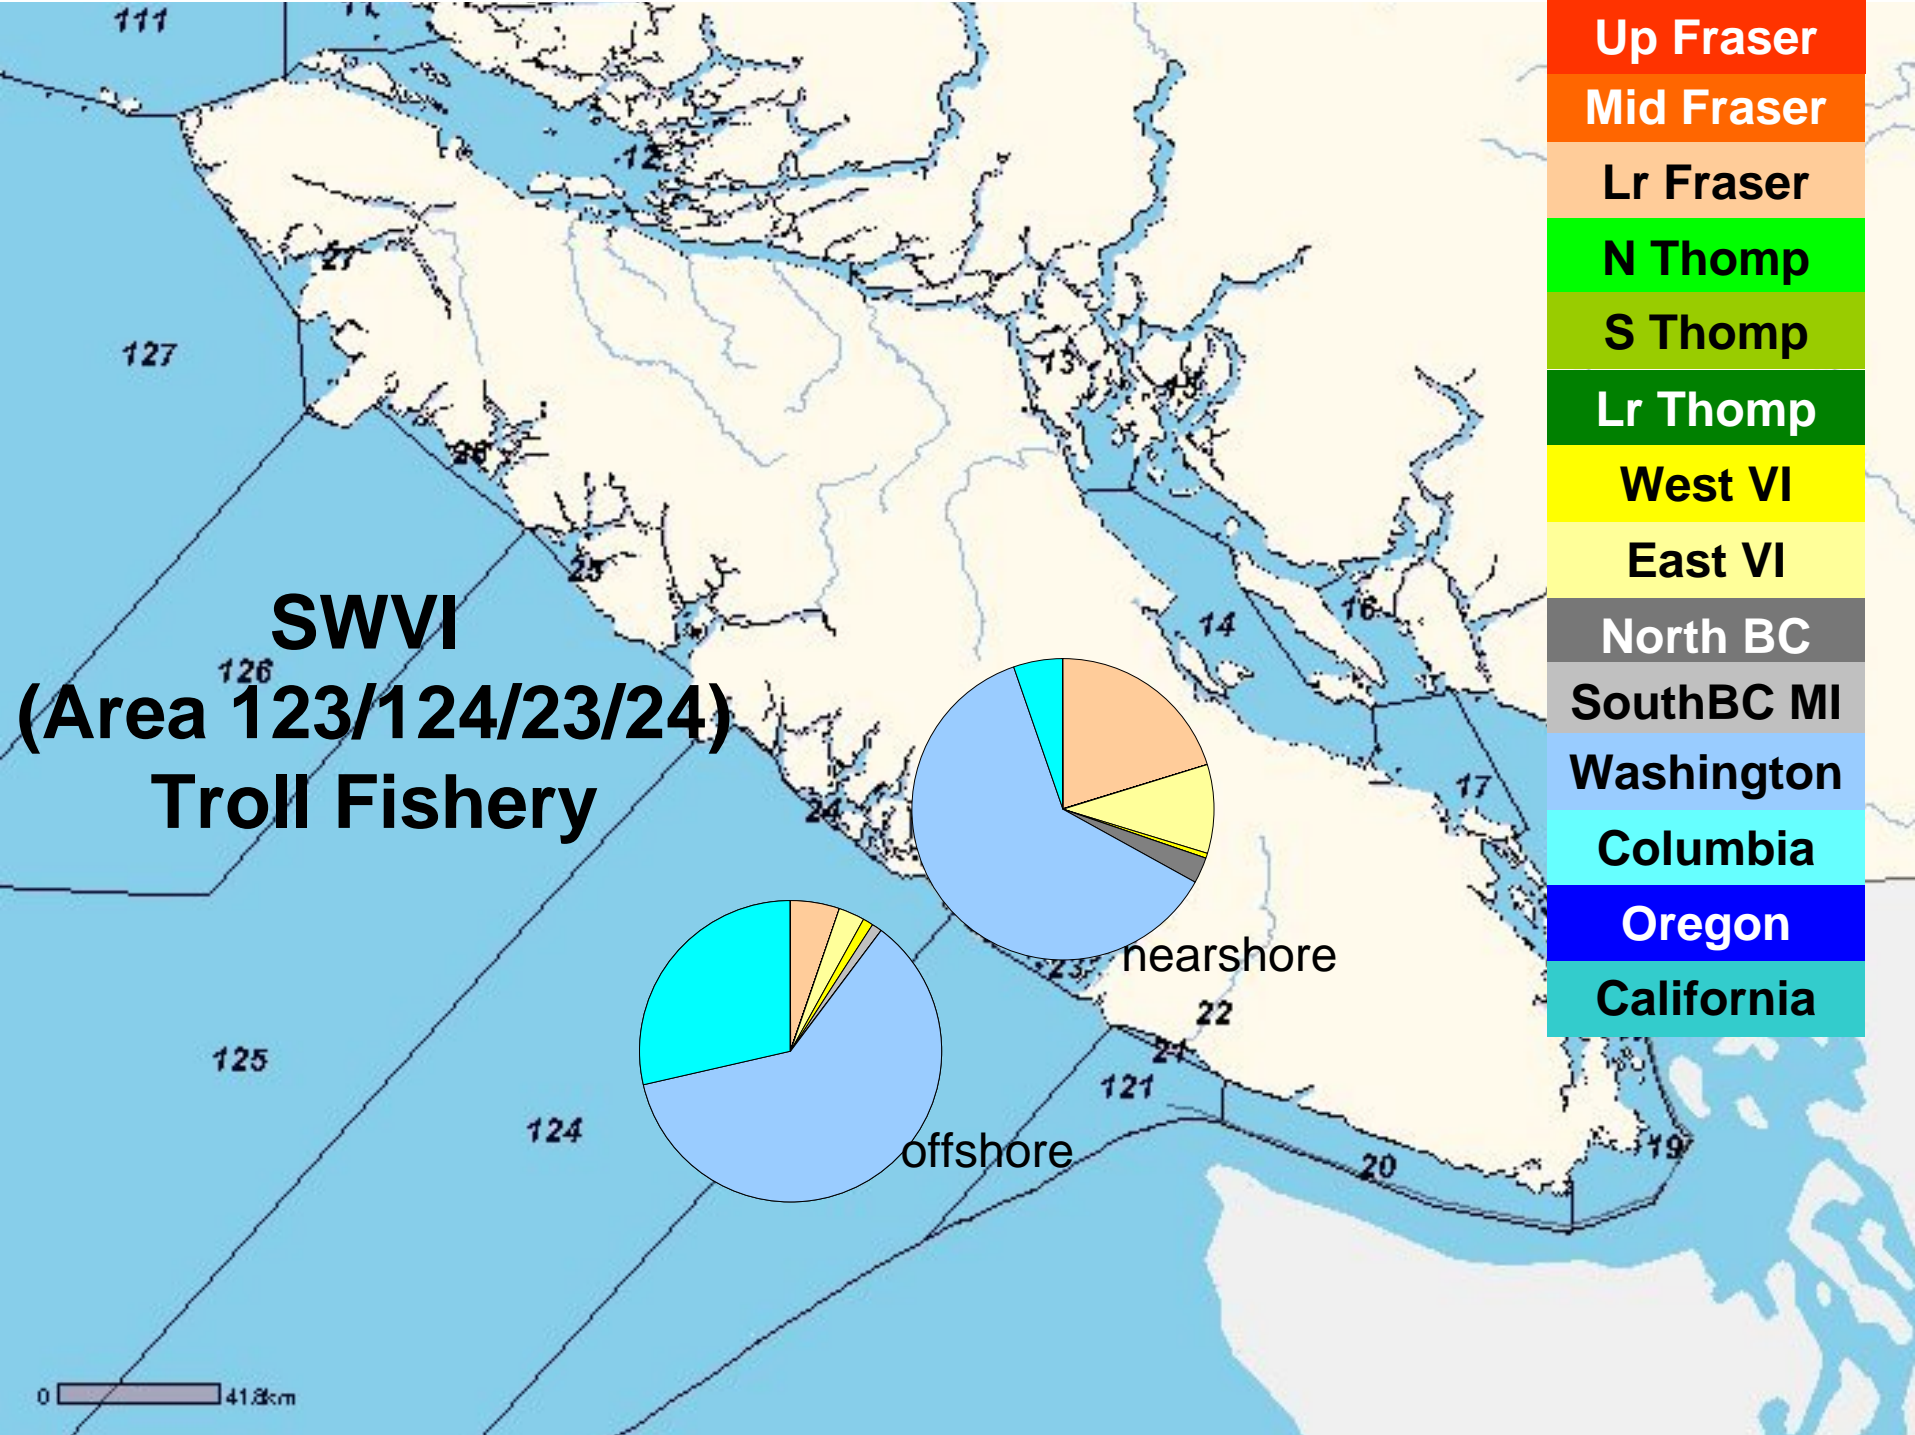 111
12
27
127
13
26
25
14
16
SWVI
126
(Area 123/124/23/24)
Troll Fishery
24
17
23
nearshore
22
21
125
121
124
offshore
20
19
0
41.8km
Up Fraser
Mid Fraser
Lr Fraser
N Thomp
S Thomp
Lr Thomp
West VI
East VI
North BC
SouthBC MI
Washington
Columbia
Oregon
California